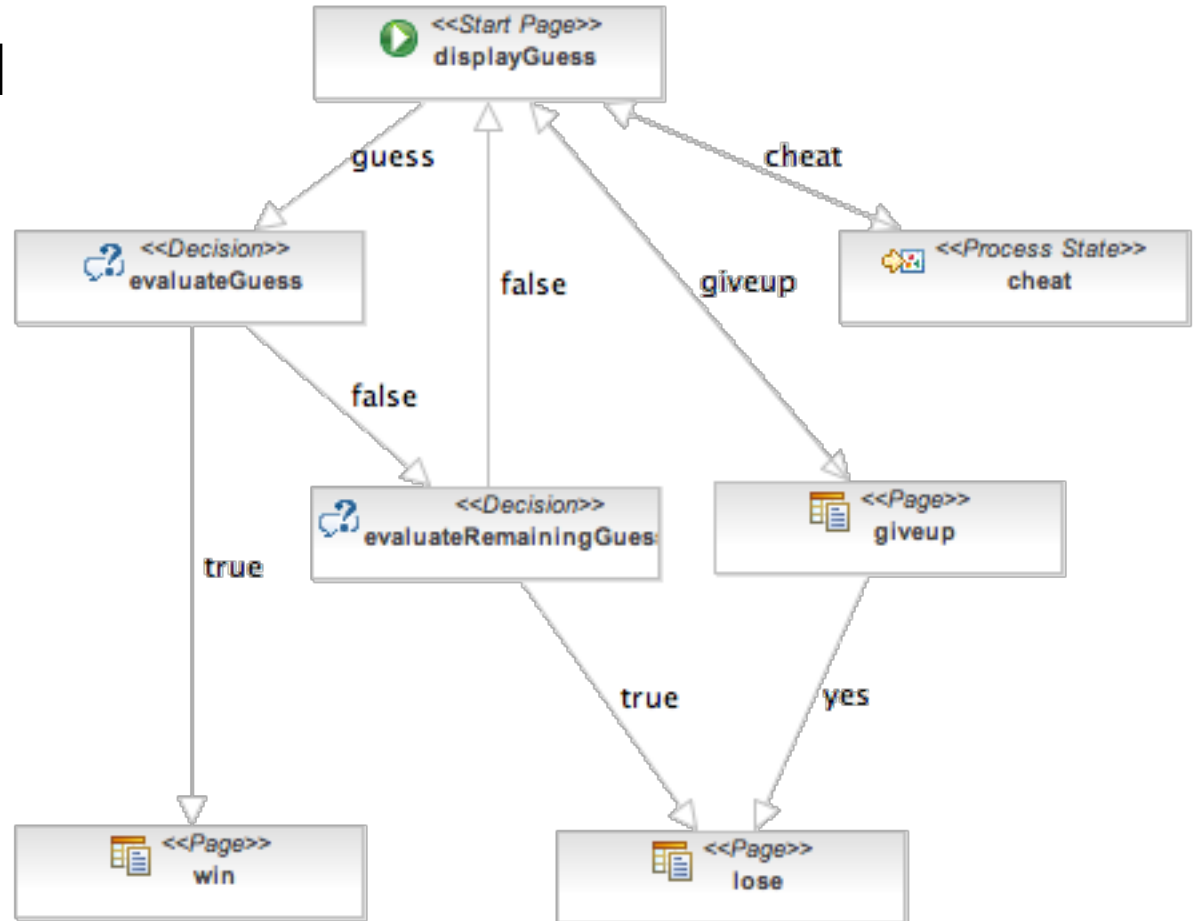 <<Start Page>>
displayGuess
guess
cheat
<<Decision>>
evaluateGuess
false
giveup
<<Process State>>
cheat
false
<<Decision>>
evaluateRemainingGues
<<Page>>
giveup
true
true
yes
<<Page>>
win
<<Page>>
lose